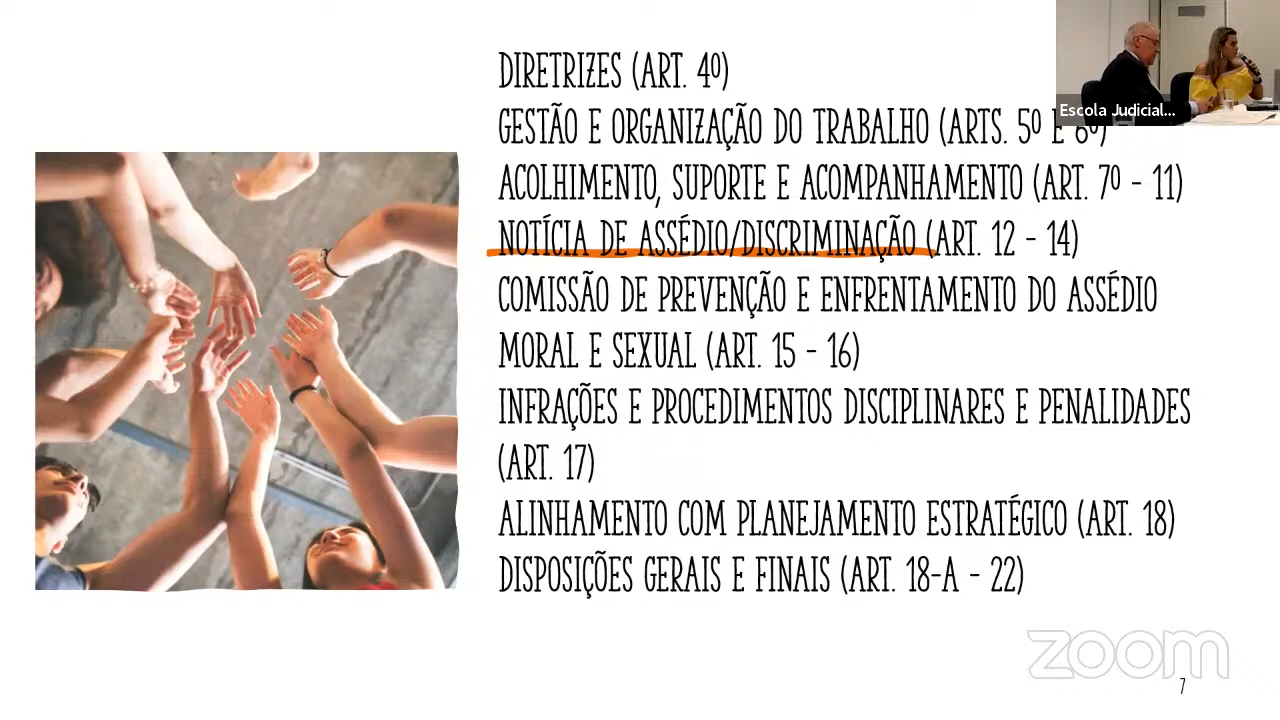 DIRETRIZES (ART. 4º)
GESTÃO E ORGANIZAÇÃO DO TRABALHO (ARTS. 5º E 6º)
ACOLHIMENTO, SUPORTE E ACOMPANHAMENTO (ART. 7º - 11)
NOTÍCIA DE ASSÉDIO/DISCRIMINAÇÃO (ART. 12 - 14)
COMISSÃO DE PREVENÇÃO E ENFRENTAMENTO DO ASSÉDIO
MORAL E SEXUAL (ART. 15 - 16)
INFRAÇÕES E PROCEDIMENTOS DISCIPLINARES E PENALIDADES
(ART. 17)
ALINHAMENTO COM PLANEJAMENTO ESTRATÉGICO (ART. 18)
DISPOSIÇÕES GERAIS E FINAIS (ART. 18-A - 22)
Escola Judicial...
zoom
7